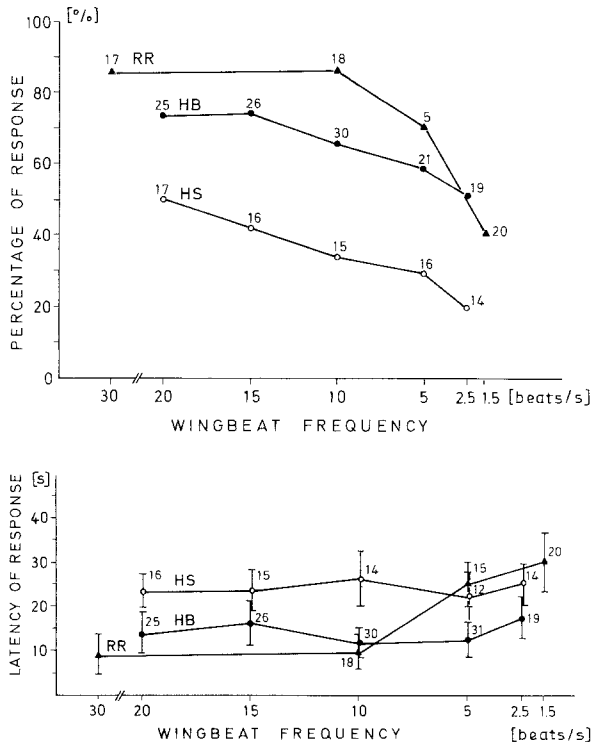 [%]
100
17 RR 18
80
25 HB 26
5
30
60
21
19
17 HS
40
16
15 16
20
20
14
0
30 20 15 10 5 2.5 1.5 [beats/s]
WINGBEAT FREQUENCY
PERCENTAGE OF RESPONSE
[s]
40
20
30
16 HS 15 14 15 14
12
20
25 HB 26 30 31 19
RR 18
10
30 20 15 10 5 2.5 1.5
WINGBEAT FREQUENCY [beats/s]
LATENCY OF RESPONSE